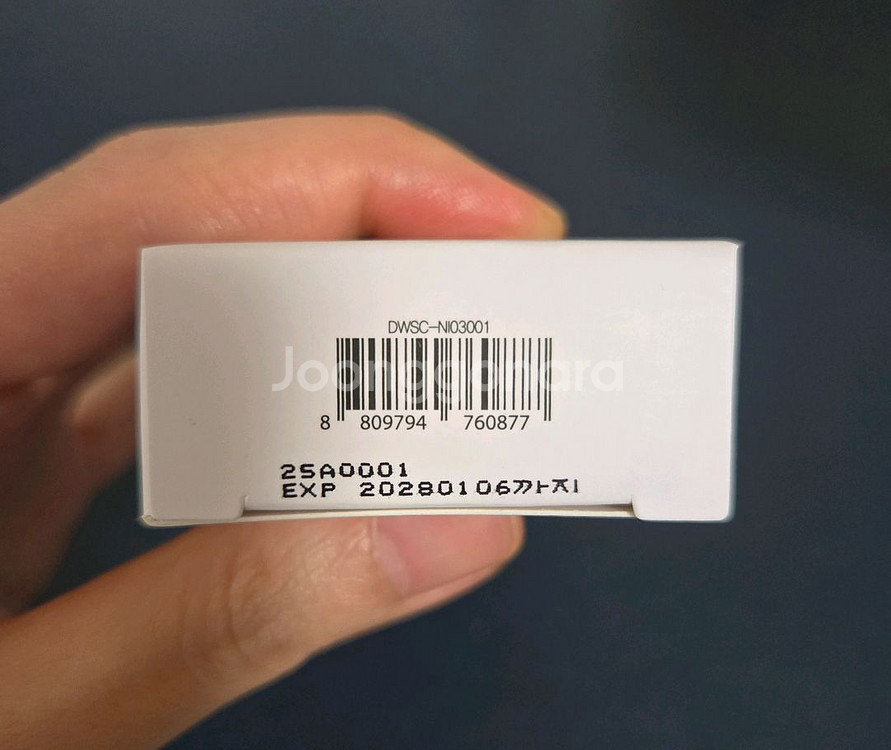 DWSC-NI03001
Joonggonara
8 809794 760877
25A0001
EXP 20280106까지